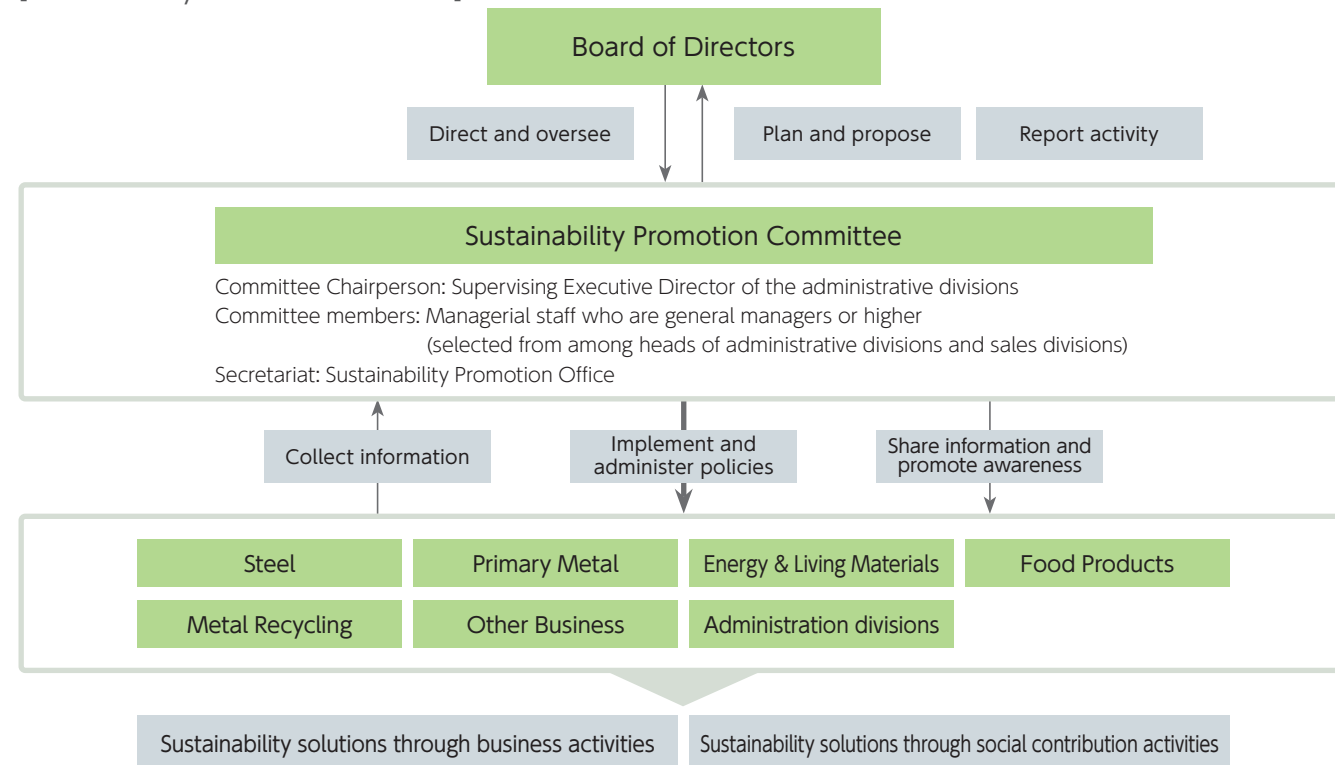 Board of Directors
Direct and oversee
Plan and propose
Report activity
Sustainability Promotion Committee
Committee Chairperson: Supervising Executive Director of the administrative divisions
Committee members: Managerial staff who are general managers or higher
(selected from among heads of administrative divisions and sales divisions)
Secretariat: Sustainability Promotion Office
Collect information
Implement and
administer policies
Share information and
promote awareness
Steel
Primary Metal
Energy & Living Materials
Food Products
Metal Recycling
Other Business
Administration divisions
Sustainability solutions through business activities
Sustainability solutions through social contribution activities